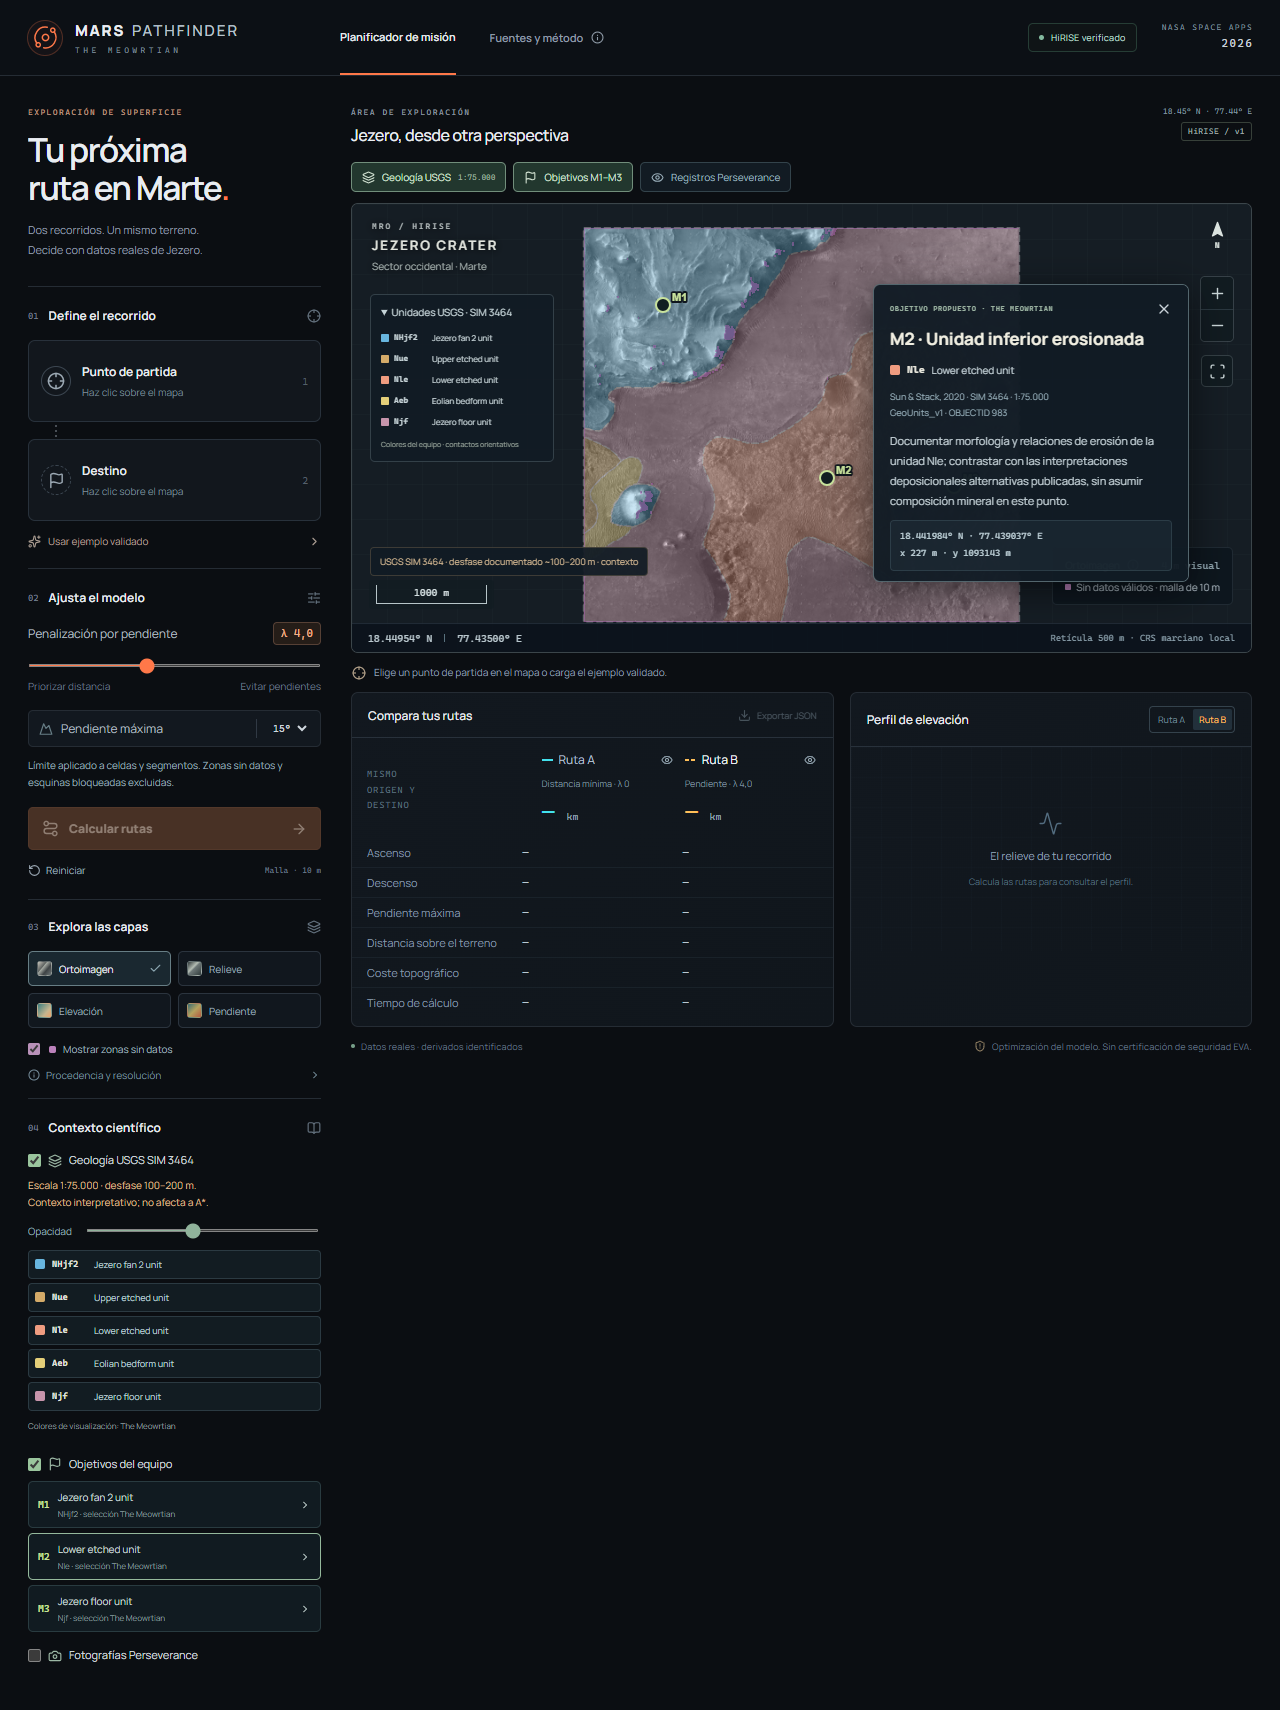 MARS PATHFINDER
THE MEOWRTIAN
Planificador de misión
Fuentes y método
HiRISE verificado
NASA SPACE APPS
2026
EXPLORACIÓN DE SUPERFICIE
Tu próxima
ruta en Marte.
Dos recorridos. Un mismo terreno.
Decide con datos reales de Jezero.
01 Define el recorrido
Punto de partida
Haz clic sobre el mapa
1
Destino
Haz clic sobre el mapa
2
Usar ejemplo validado
02 Ajusta el modelo
Penalización por pendiente
λ 4,0
Priorizar distancia
Evitar pendientes
Pendiente máxima
15°
Límite aplicado a celdas y segmentos. Zonas sin datos y
esquinas bloqueadas excluidas.
Calcular rutas
Reiniciar
Malla · 10 m
03 Explora las capas
Ortoimagen
Relieve
Elevación
Pendiente
Mostrar zonas sin datos
Procedencia y resolución
04 Contexto científico
Geología USGS SIM 3464
Escala 1:75.000 · desfase 100–200 m.
Contexto interpretativo; no afecta a A*.
Opacidad
NHjf2 Jezero fan 2 unit
Nue Upper etched unit
Nle Lower etched unit
Aeb Eolian bedform unit
Njf Jezero floor unit
Colores de visualización: The Meowrtian
Objetivos del equipo
M1 Jezero fan 2 unit
NHjf2 · selección The Meowrtian
M2 Lower etched unit
Nle · selección The Meowrtian
M3 Jezero floor unit
Njf · selección The Meowrtian
Fotografías Perseverance
ÁREA DE EXPLORACIÓN
Jezero, desde otra perspectiva
18.45° N · 77.44° E
HiRISE / v1
Geología USGS 1:75.000
Objetivos M1–M3
Registros Perseverance
MRO / HIRISE
JEZERO CRATER
Sector occidental · Marte
Unidades USGS · SIM 3464
NHjf2 Jezero fan 2 unit
Nue Upper etched unit
Nle Lower etched unit
Aeb Eolian bedform unit
Njf Jezero floor unit
Colores del equipo · contactos orientativos
M1
M2
N
OBJETIVO PROPUESTO · THE MEOWRTIAN
M2 · Unidad inferior erosionada
Nle Lower etched unit
Sun & Stack, 2020 · SIM 3464 · 1:75.000
GeoUnits_v1 · OBJECTID 983
Documentar morfología y relaciones de erosión de la
unidad Nle; contrastar con las interpretaciones
deposicionales alternativas publicadas, sin asumir
composición mineral en este punto.
18.441984° N · 77.439037° E
x 227 m · y 1093143 m
USGS SIM 3464 · desfase documentado ~100–200 m · contexto
1000 m
visual
Sin datos válidos · malla de 10 m
18.44954° N | 77.43500° E
Retícula 500 m · CRS marciano local
Elige un punto de partida en el mapa o carga el ejemplo validado.
Compara tus rutas
Exportar JSON
MISMO
ORIGEN Y
DESTINO
Ruta A
Distancia mínima · λ 0
— km
Ruta B
Pendiente · λ 4,0
— km
Ascenso — —
Descenso — —
Pendiente máxima — —
Distancia sobre el terreno — —
Coste topográfico — —
Tiempo de cálculo — —
Perfil de elevación
Ruta A
Ruta B
El relieve de tu recorrido
Calcula las rutas para consultar el perfil.
Datos reales · derivados identificados
Optimización del modelo. Sin certificación de seguridad EVA.